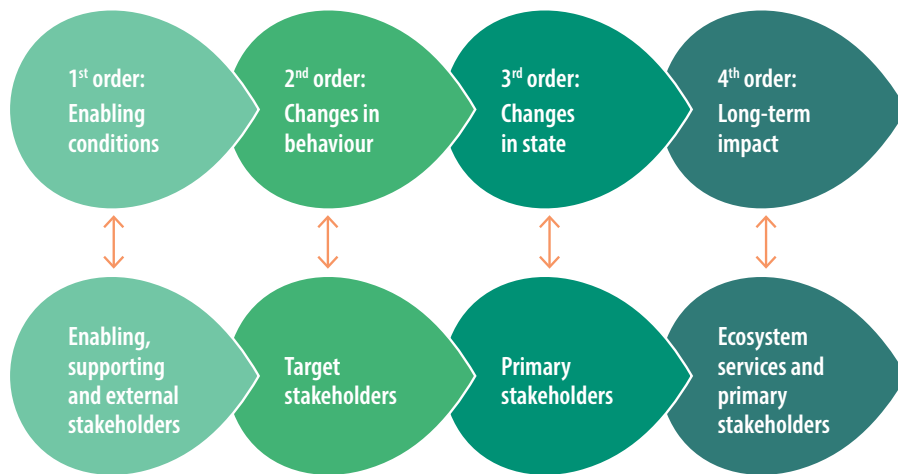 1st order:
Enabling
conditions
2nd order:
Changes in
behaviour
3rd order:
Changes
in state
4th order:
Long-term
impact
Enabling,
supporting
and external
stakeholders
Target
stakeholders
Primary
stakeholders
Ecosystem
services and
primary
stakeholders